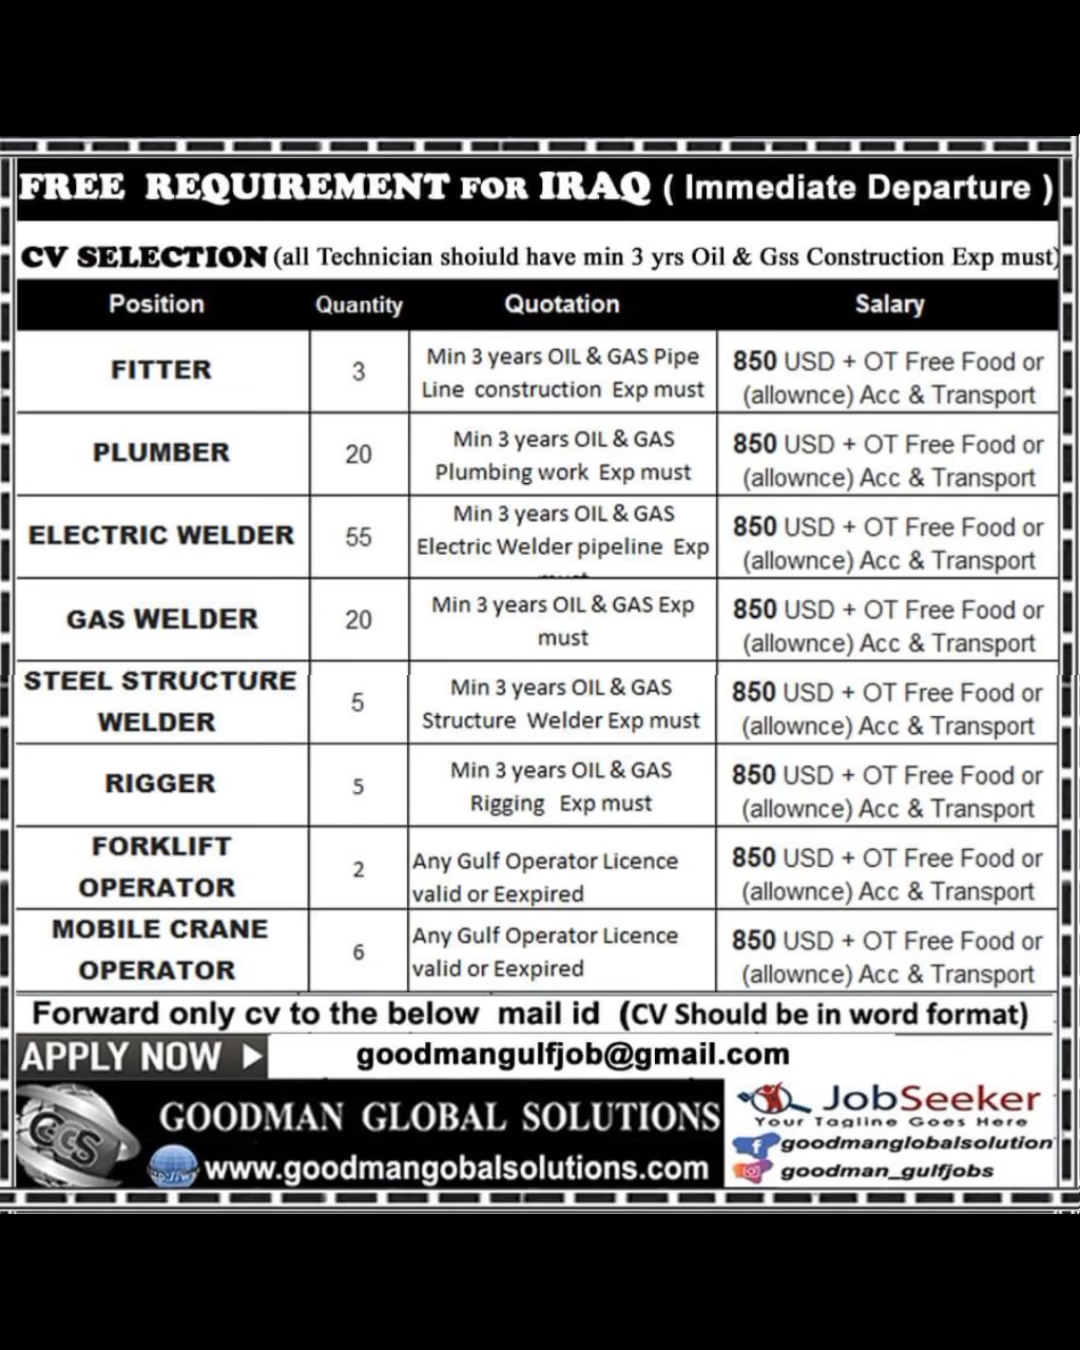 FREE REQUIREMENT FOR IRAQ ( Immediate Departure )
CV SELECTION (all Technician shoiuld have min 3 yrs Oil & Gss Construction Exp must)
Position Quantity Quotation Salary
FITTER 3 Min 3 years OIL & GAS Pipe Line construction Exp must 850 USD + OT Free Food or (allownce) Acc & Transport
PLUMBER 20 Min 3 years OIL & GAS Plumbing work Exp must 850 USD + OT Free Food or (allownce) Acc & Transport
ELECTRIC WELDER 55 Min 3 years OIL & GAS Electric Welder pipeline Exp 850 USD + OT Free Food or (allownce) Acc & Transport
GAS WELDER 20 Min 3 years OIL & GAS Exp must 850 USD + OT Free Food or (allownce) Acc & Transport
STEEL STRUCTURE WELDER 5 Min 3 years OIL & GAS Structure Welder Exp must 850 USD + OT Free Food or (allownce) Acc & Transport
RIGGER 5 Min 3 years OIL & GAS Rigging Exp must 850 USD + OT Free Food or (allownce) Acc & Transport
FORKLIFT OPERATOR 2 Any Gulf Operator Licence valid or Eexpired 850 USD + OT Free Food or (allownce) Acc & Transport
MOBILE CRANE OPERATOR 6 Any Gulf Operator Licence valid or Eexpired 850 USD + OT Free Food or (allownce) Acc & Transport
Forward only cv to the below mail id (CV Should be in word format)
APPLY NOW goodmangulfjob@gmail.com
GOODMAN GLOBAL SOLUTIONS
www.goodmangobalsolutions.com
JobSeeker
Your Tagline Goes Here
goodmanglobalsolution
goodman_gulfjobs